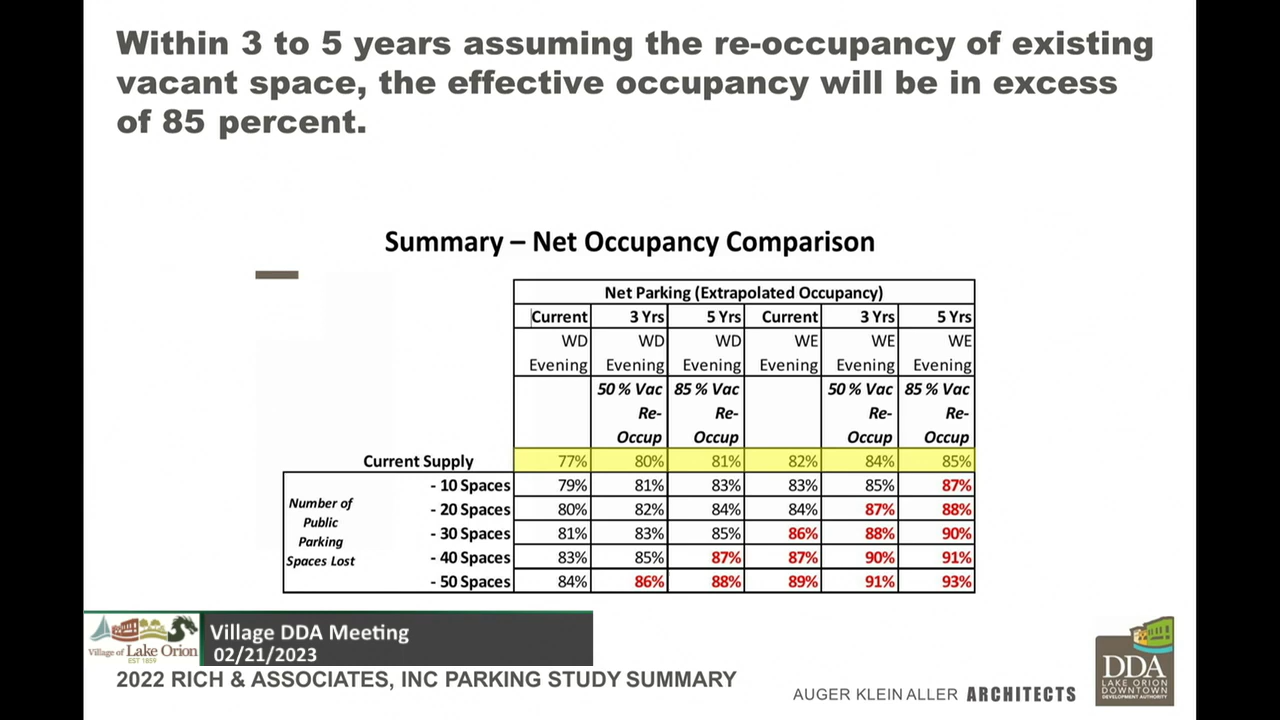 Within 3 to 5 years assuming the re-occupancy of existing
vacant space, the effective occupancy will be in excess
of 85 percent.
Summary – Net Occupancy Comparison
Net Parking (Extrapolated Occupancy)
Current 3 Yrs 5 Yrs Current 3 Yrs 5 Yrs
WD WD WD WE WE WE
Evening Evening Evening Evening Evening Evening
50 % Vac 85 % Vac 50 % Vac 85 % Vac
Re- Re- Re- Re-
Occup Occup Occup Occup
Current Supply 77% 80% 81% 82% 84% 85%
Number of
Public
Parking
Spaces Lost
- 10 Spaces 79% 81% 83% 83% 85% 87%
- 20 Spaces 80% 82% 84% 84% 87% 88%
- 30 Spaces 81% 83% 85% 86% 88% 90%
- 40 Spaces 83% 85% 87% 87% 90% 91%
- 50 Spaces 84% 86% 88% 89% 91% 93%
Village of Lake Orion
EST 1859
Village DDA Meeting
02/21/2023
2022 RICH & ASSOCIATES, INC PARKING STUDY SUMMARY
AUGER KLEIN ALLER ARCHITECTS
DDA
LAKE ORION
DOWNTOWN
DEVELOPMENT AUTHORITY